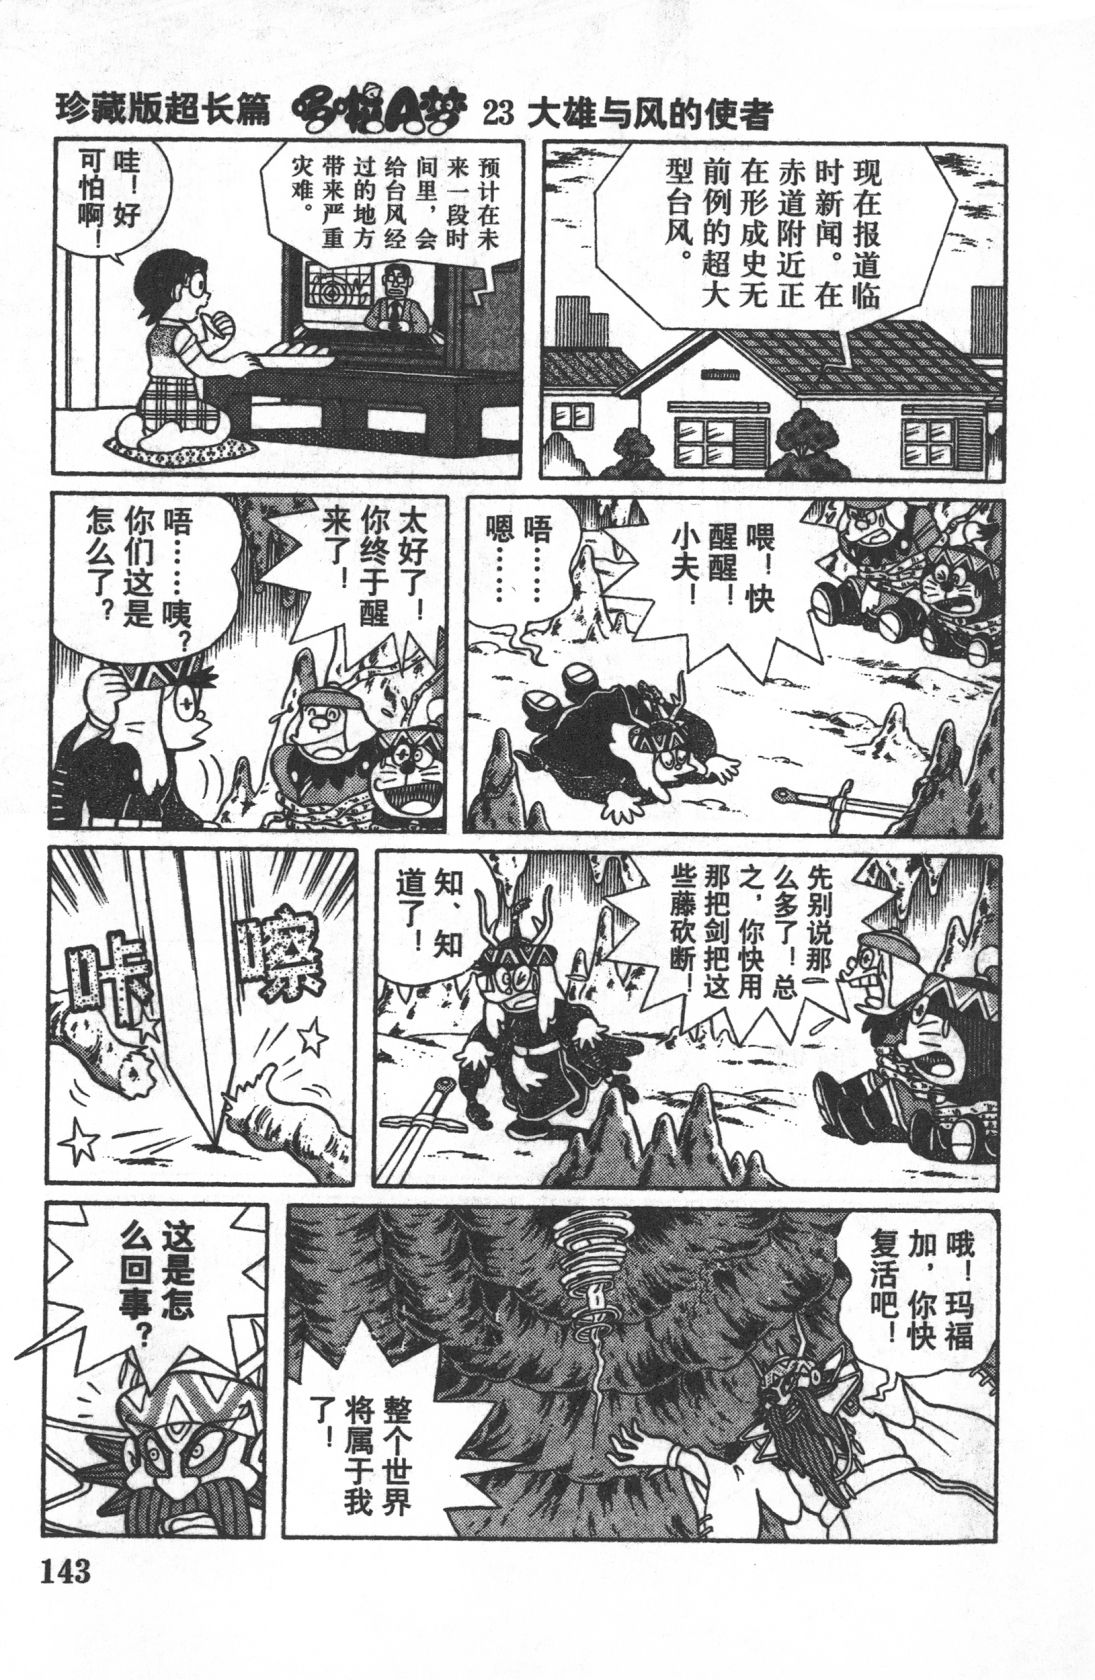 珍藏版超长篇 哆啦A梦 23 大雄与风的使者
现在报道临
时新闻。在
赤道附近正
在形成史无
前例的超大
型台风。
预计在未
来一段时
间里，会
给台风经
过的地方
带来严重
灾难。
哇！好
可怕啊！
喂！快
醒醒！
小夫！
唔……
嗯……
太好了！
你终于醒
来了！
唔……咦？
你们这是
怎么了？
先别说那
么多了！总
之，你快用
那把剑把这
些藤砍断！
知、知
道了！
咔
嚓
哦！玛福
加，你快
复活吧！
整个世界
将属于我
了！
这是怎
么回事？
143